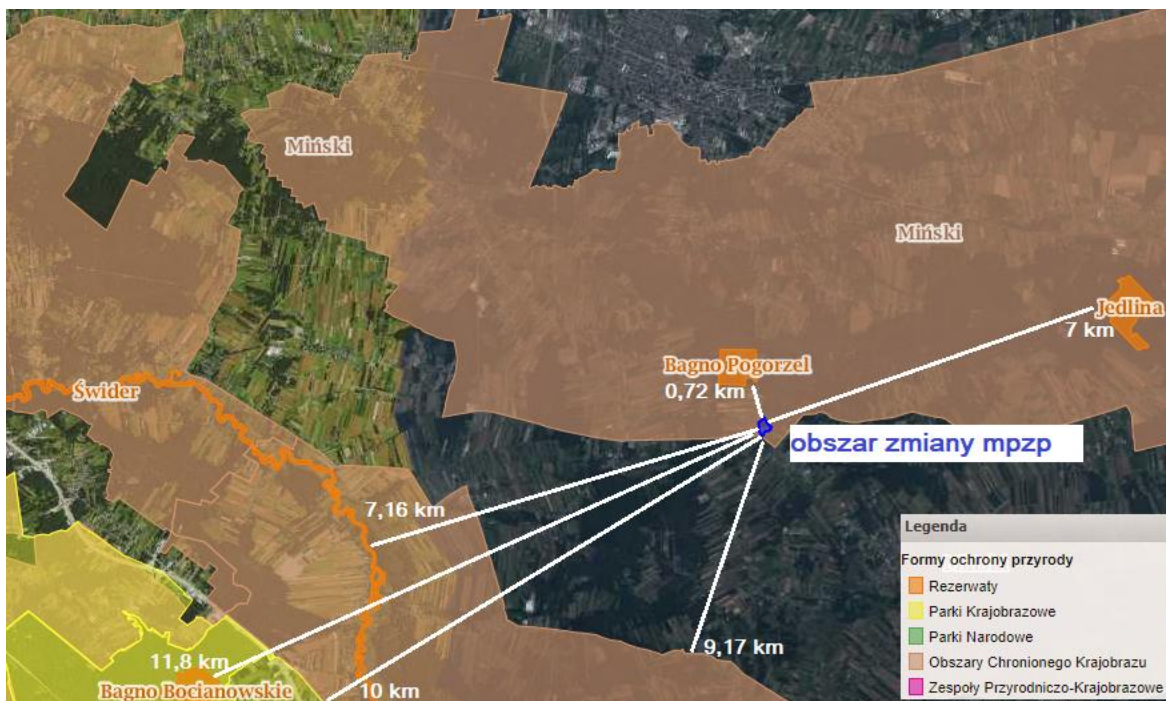 Miński
Miński
Jedlina
7 km
Bagno Pogorzel
0,72 km
Świder
obszar zmiany mpzp
7,16 km
9,17 km
11,8 km
Bagno Bocianowskie
10 km
Legenda
Formy ochrony przyrody
Rezerwaty
Parki Krajobrazowe
Parki Narodowe
Obszary Chronionego Krajobrazu
Zespoły Przyrodniczo-Krajobrazowe